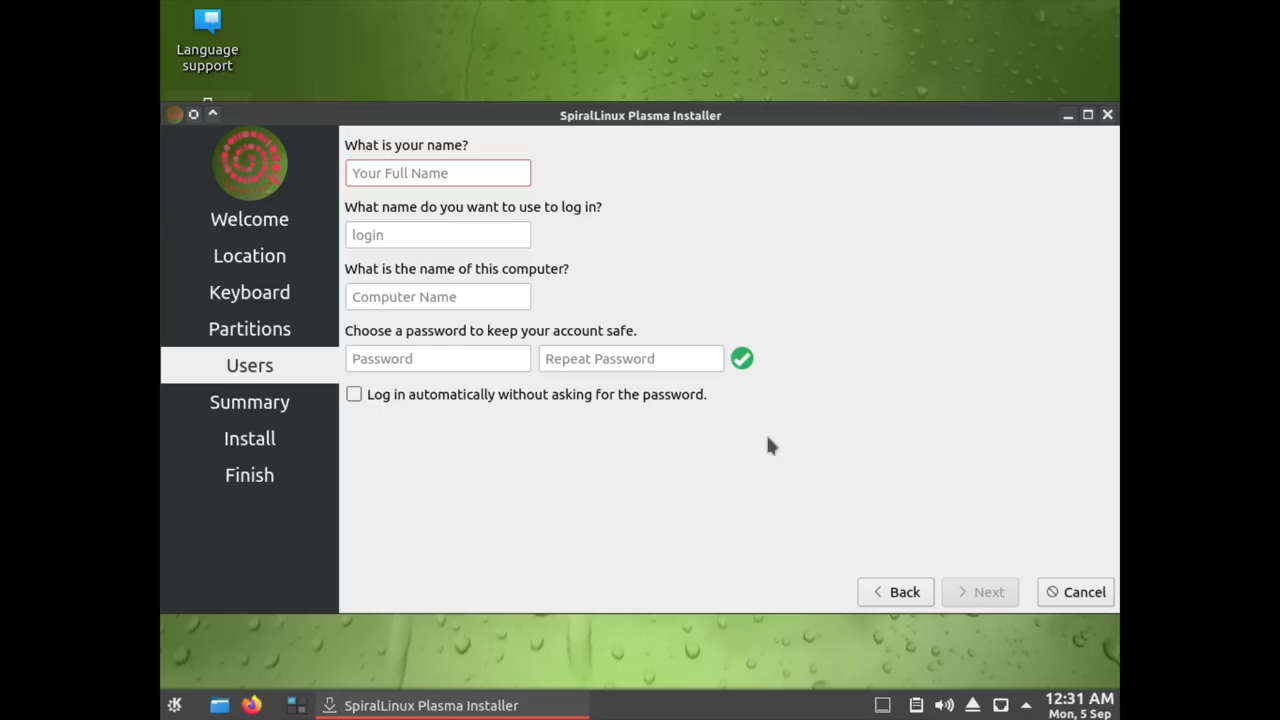 Language
support
SpiralLinux Plasma Installer
Welcome
Location
Keyboard
Partitions
Users
Summary
Install
Finish
What is your name?
Your Full Name
What name do you want to use to log in?
login
What is the name of this computer?
Computer Name
Choose a password to keep your account safe.
Password Repeat Password
Log in automatically without asking for the password.
Back Next Cancel
SpiralLinux Plasma Installer
12:31 AM
Mon, 5 Sep